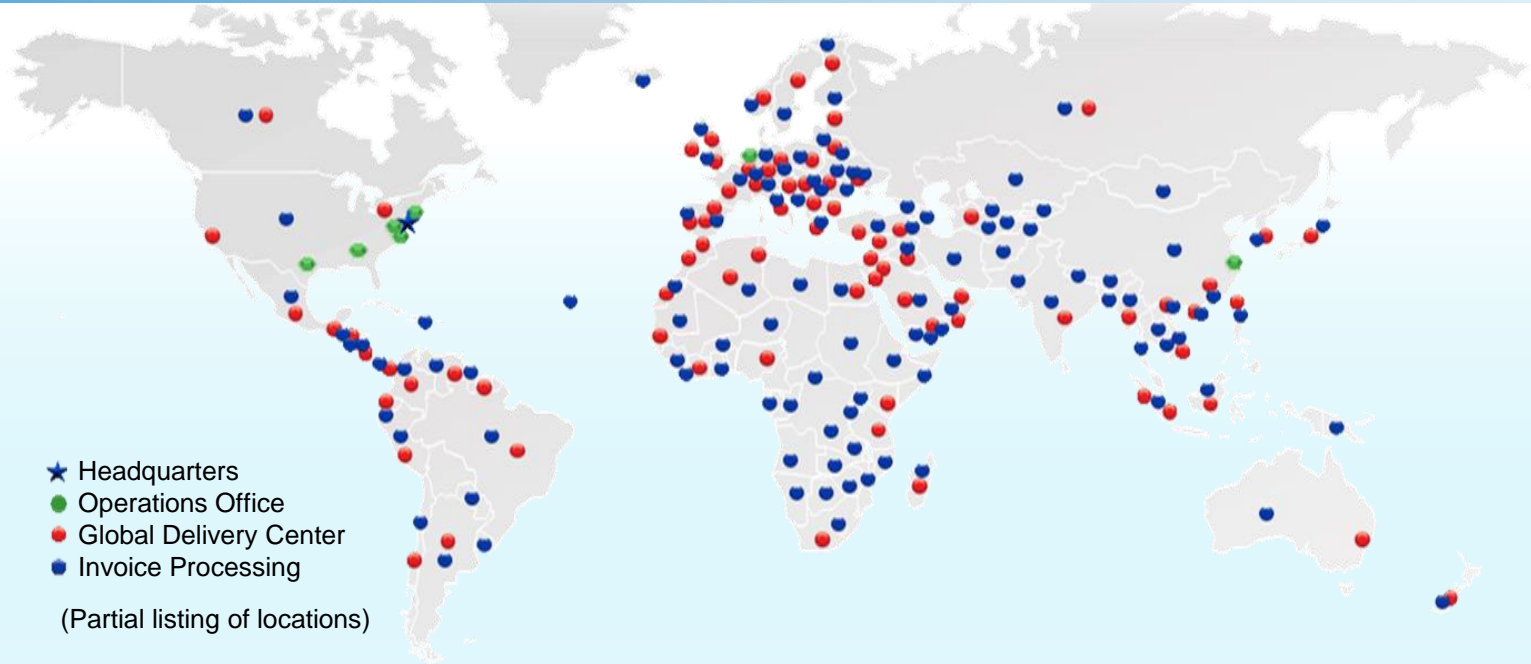 Headquarters
Operations Office
Global Delivery Center
Invoice Processing
(Partial listing of locations)